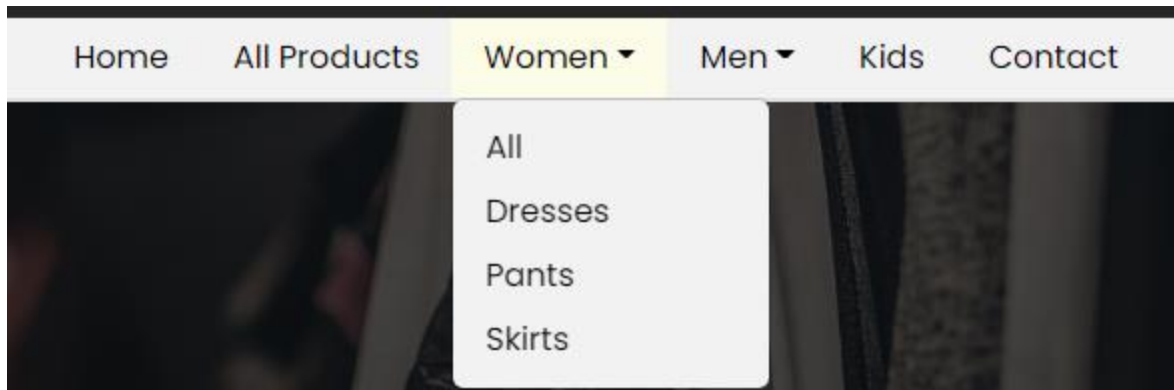 Home All Products Women Men Kids Contact
All
Dresses
Pants
Skirts